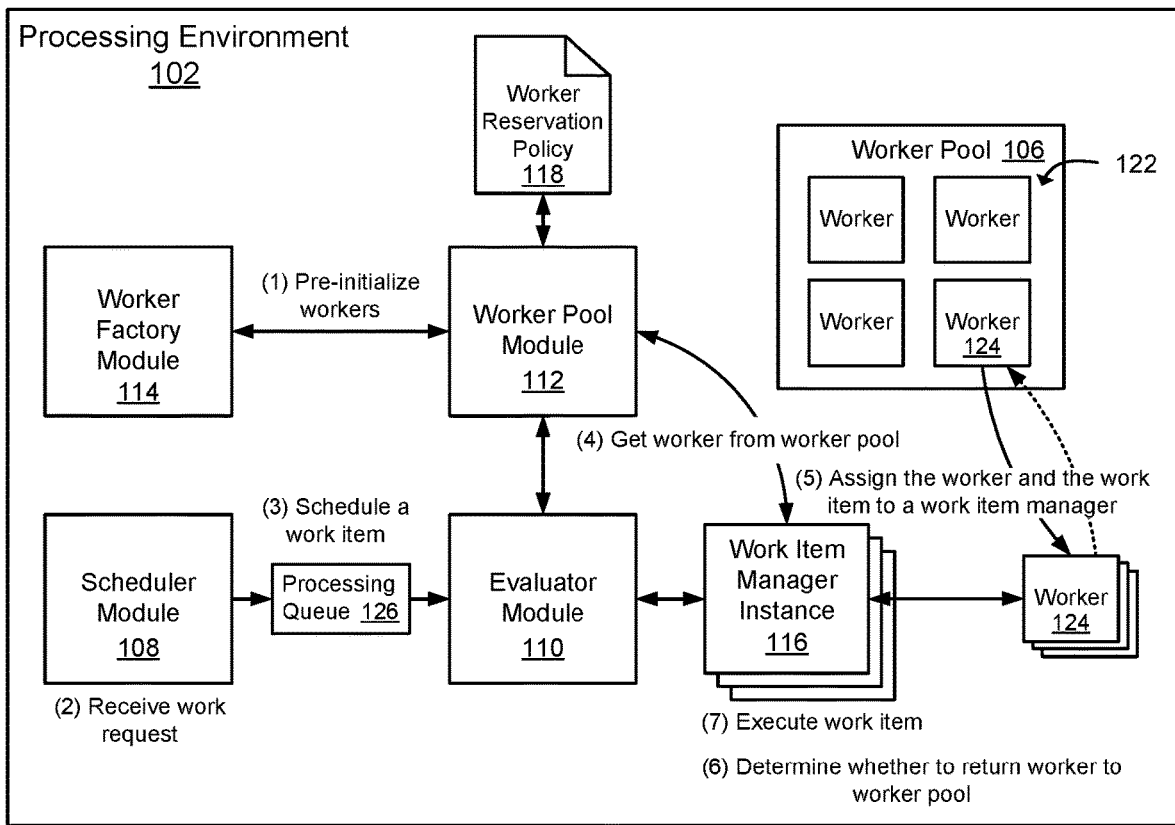 Processing Environment
102
Worker
Reservation
Policy
118
Worker Pool 106
122
Worker
Worker
Worker
Worker
124
Worker
Factory
Module
114
(1) Pre-initialize
workers
Worker Pool
Module
112
(4) Get worker from worker pool
(5) Assign the worker and the work
item to a work item manager
Scheduler
Module
108
(3) Schedule a
work item
Processing
Queue 126
Evaluator
Module
110
Work Item
Manager
Instance
116
Worker
124
(2) Receive work
request
(7) Execute work item
(6) Determine whether to return worker to
worker pool